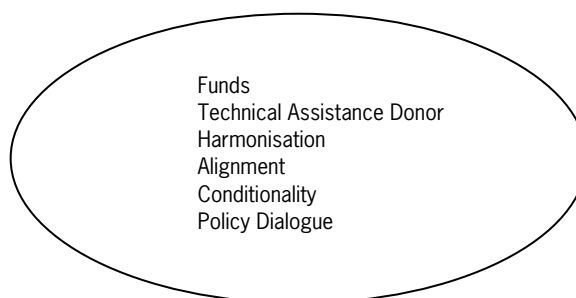 Funds
Technical Assistance Donor
Harmonisation
Alignment
Conditionality
Policy Dialogue